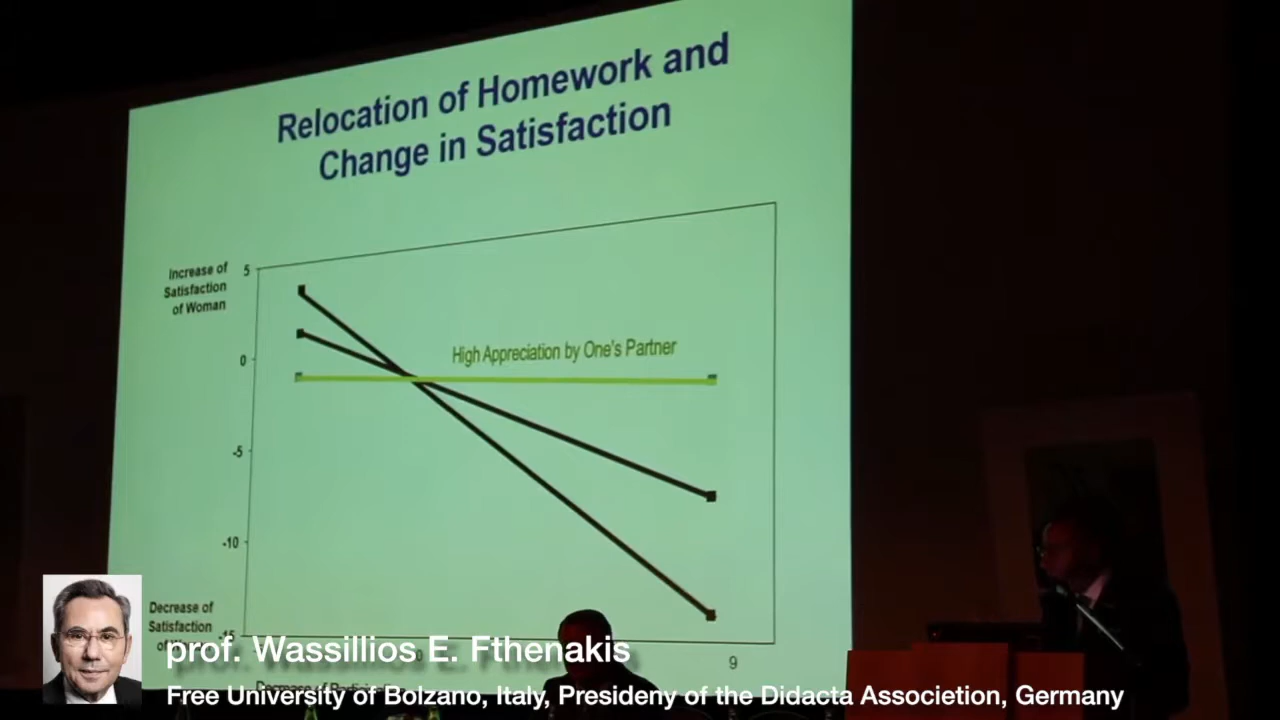 Relocation of Homework and
Change in Satisfaction
Increase of
Satisfaction
of Woman
5
High Appreciation by One's Partner
0
-5
-10
Decrease of
Satisfaction
9
prof. Wassillios E. Fthenakis
Free University of Bolzano, Italy, Presideny of the Didacta Associetion, Germany